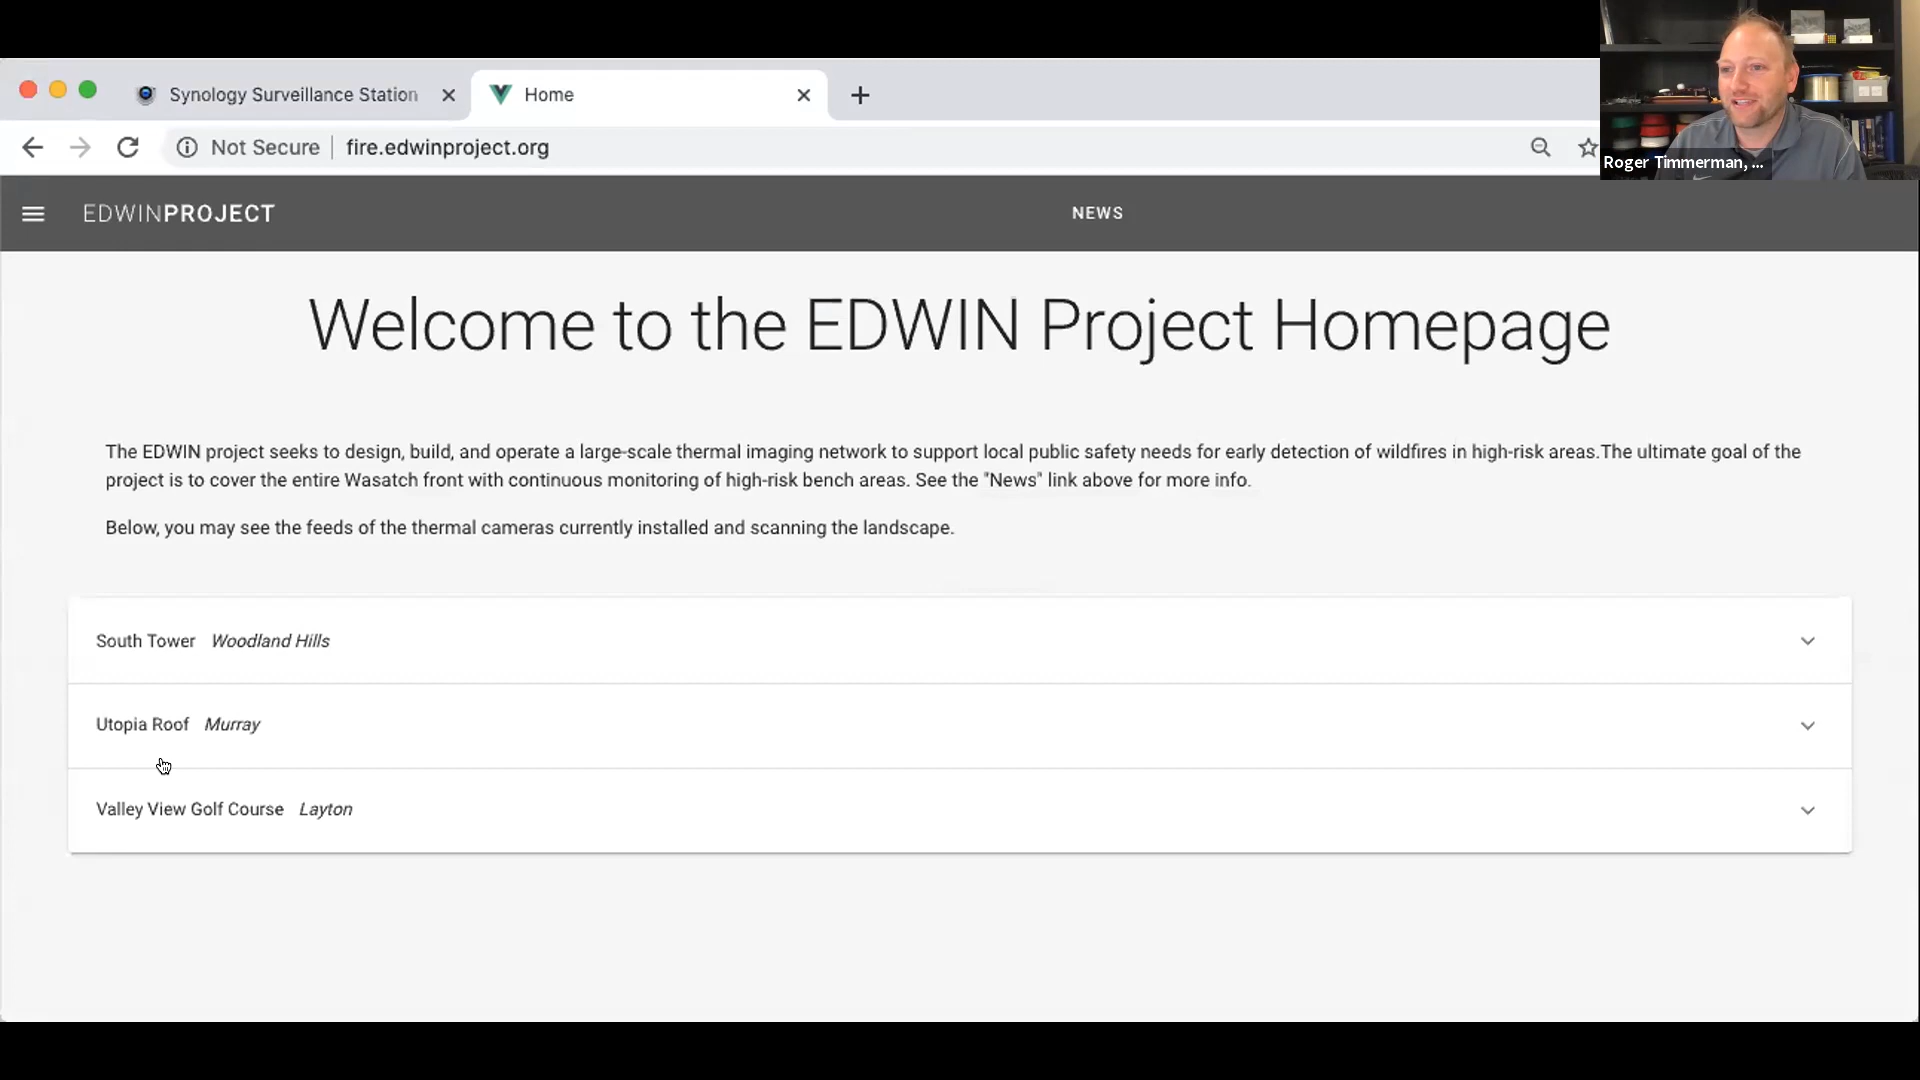 Synology Surveillance Station
Home
Not Secure
fire.edwinproject.org
Roger Timmerman, ...
EDWINPROJECT
NEWS
Welcome to the EDWIN Project Homepage
The EDWIN project seeks to design, build, and operate a large-scale thermal imaging network to support local public safety needs for early detection of wildfires in high-risk areas.The ultimate goal of the
project is to cover the entire Wasatch front with continuous monitoring of high-risk bench areas. See the "News" link above for more info.
Below, you may see the feeds of the thermal cameras currently installed and scanning the landscape.
South Tower Woodland Hills
Utopia Roof Murray
Valley View Golf Course Layton